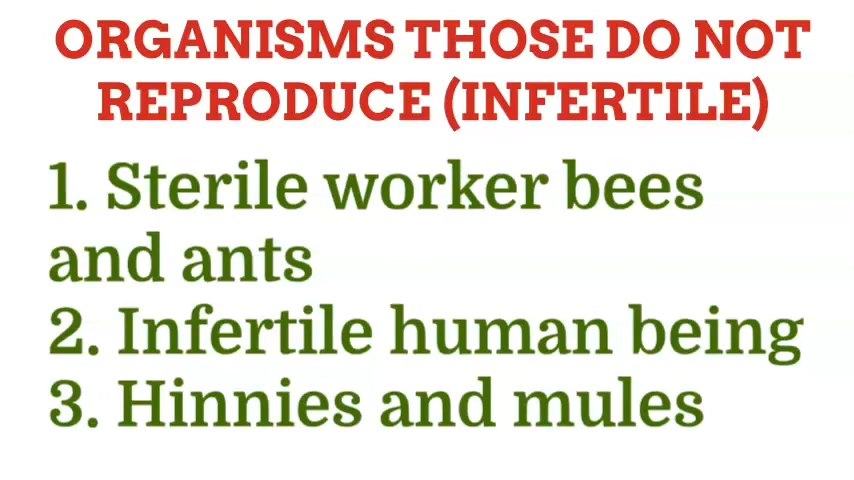 ORGANISMS THOSE DO NOT
REPRODUCE (INFERTILE)
1. Sterile worker bees
and ants
2. Infertile human being
3. Hinnies and mules